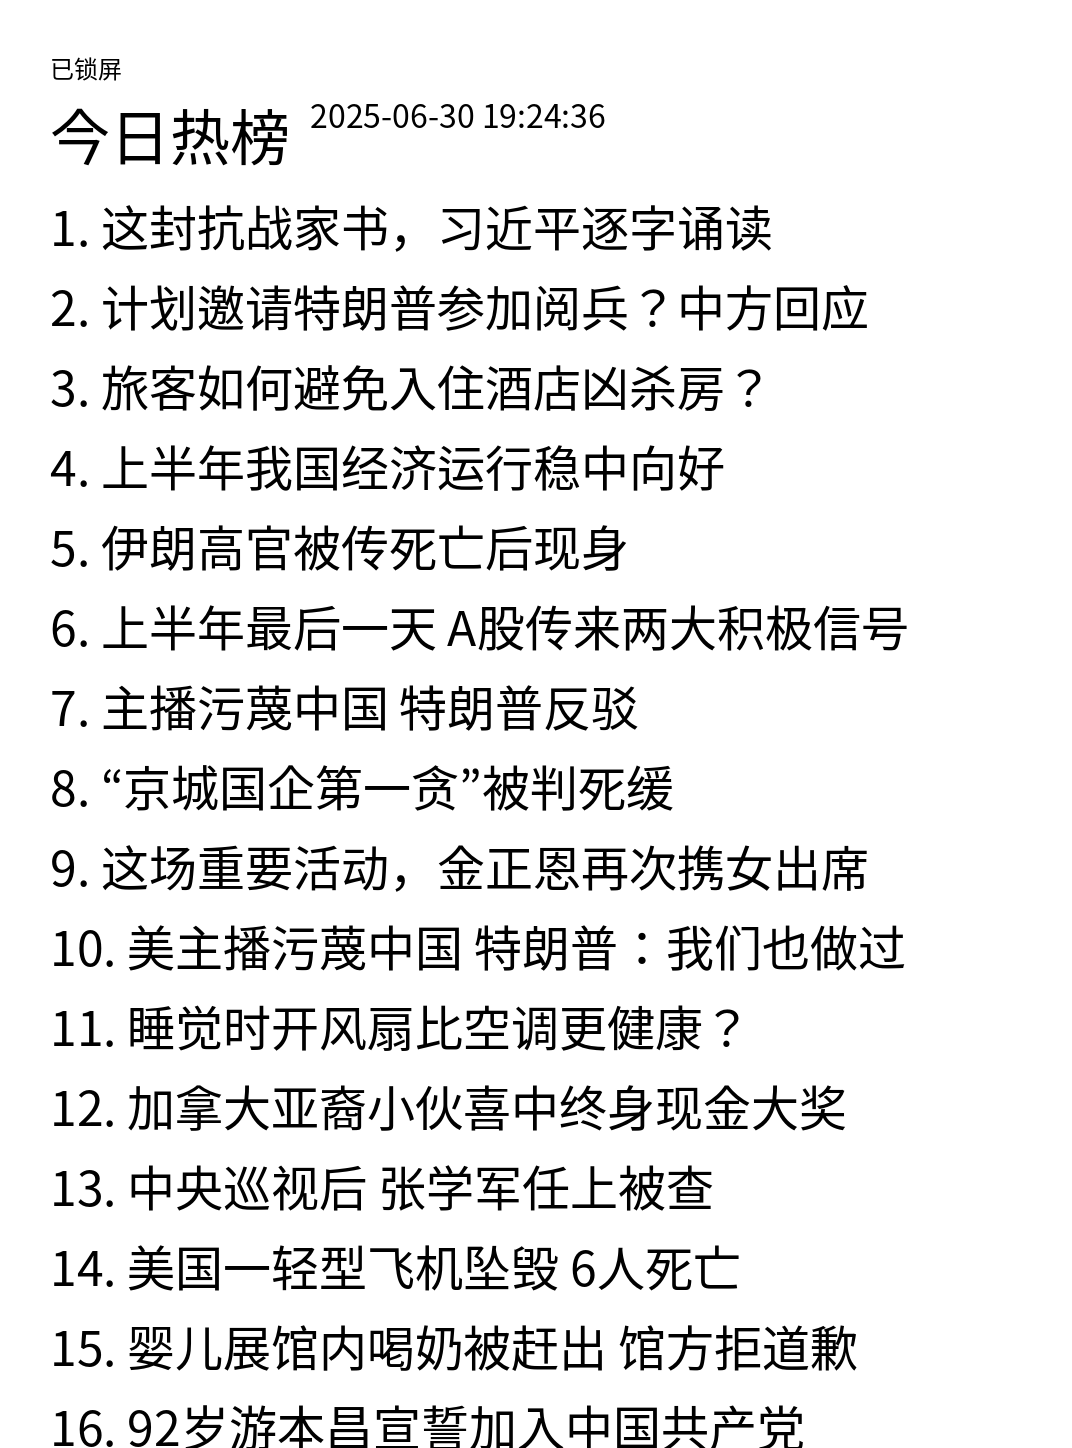 已锁屏
今日热榜 2025-06-30 19:24:36
1. 这封抗战家书，习近平逐字诵读
2. 计划邀请特朗普参加阅兵？中方回应
3. 旅客如何避免入住酒店凶杀房？
4. 上半年我国经济运行稳中向好
5. 伊朗高官被传死亡后现身
6. 上半年最后一天 A股传来两大积极信号
7. 主播污蔑中国 特朗普反驳
8. “京城国企第一贪”被判死缓
9. 这场重要活动，金正恩再次携女出席
10. 美主播污蔑中国 特朗普：我们也做过
11. 睡觉时开风扇比空调更健康？
12. 加拿大亚裔小伙喜中终身现金大奖
13. 中央巡视后 张学军任上被查
14. 美国一轻型飞机坠毁 6人死亡
15. 婴儿展馆内喝奶被赶出 馆方拒道歉
16. 92岁游本昌宣誓加入中国共产党